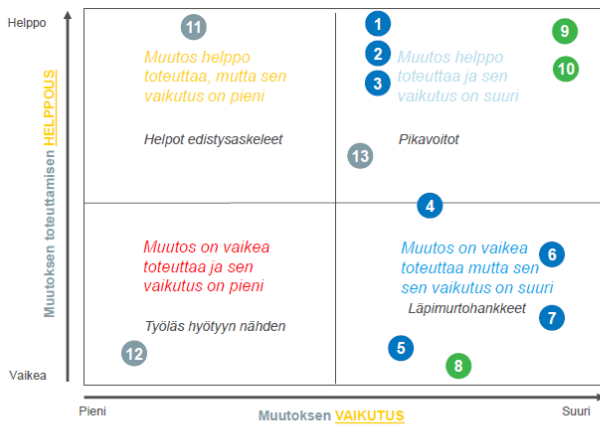 Helppo
11
1
9
Muutos helppo
toteuttaa, mutta sen
vaikutus on pieni
2
Muutos helppo
toteuttaa ja sen
vaikutus on suuri
10
3
Helpot edistysaskeleet
Pikavoitot
13
Muutoksen toteuttamisen HELPPOUS
4
Muutos on vaikea
toteuttaa ja sen
vaikutus on pieni
Muutos on vaikea
toteuttaa mutta sen
sen vaikutus on suuri
6
Läpimurtohankkeet
7
Työläs hyötyyn nähden
12
5
8
Vaikea
Pieni
Muutoksen VAIKUTUS
Suuri